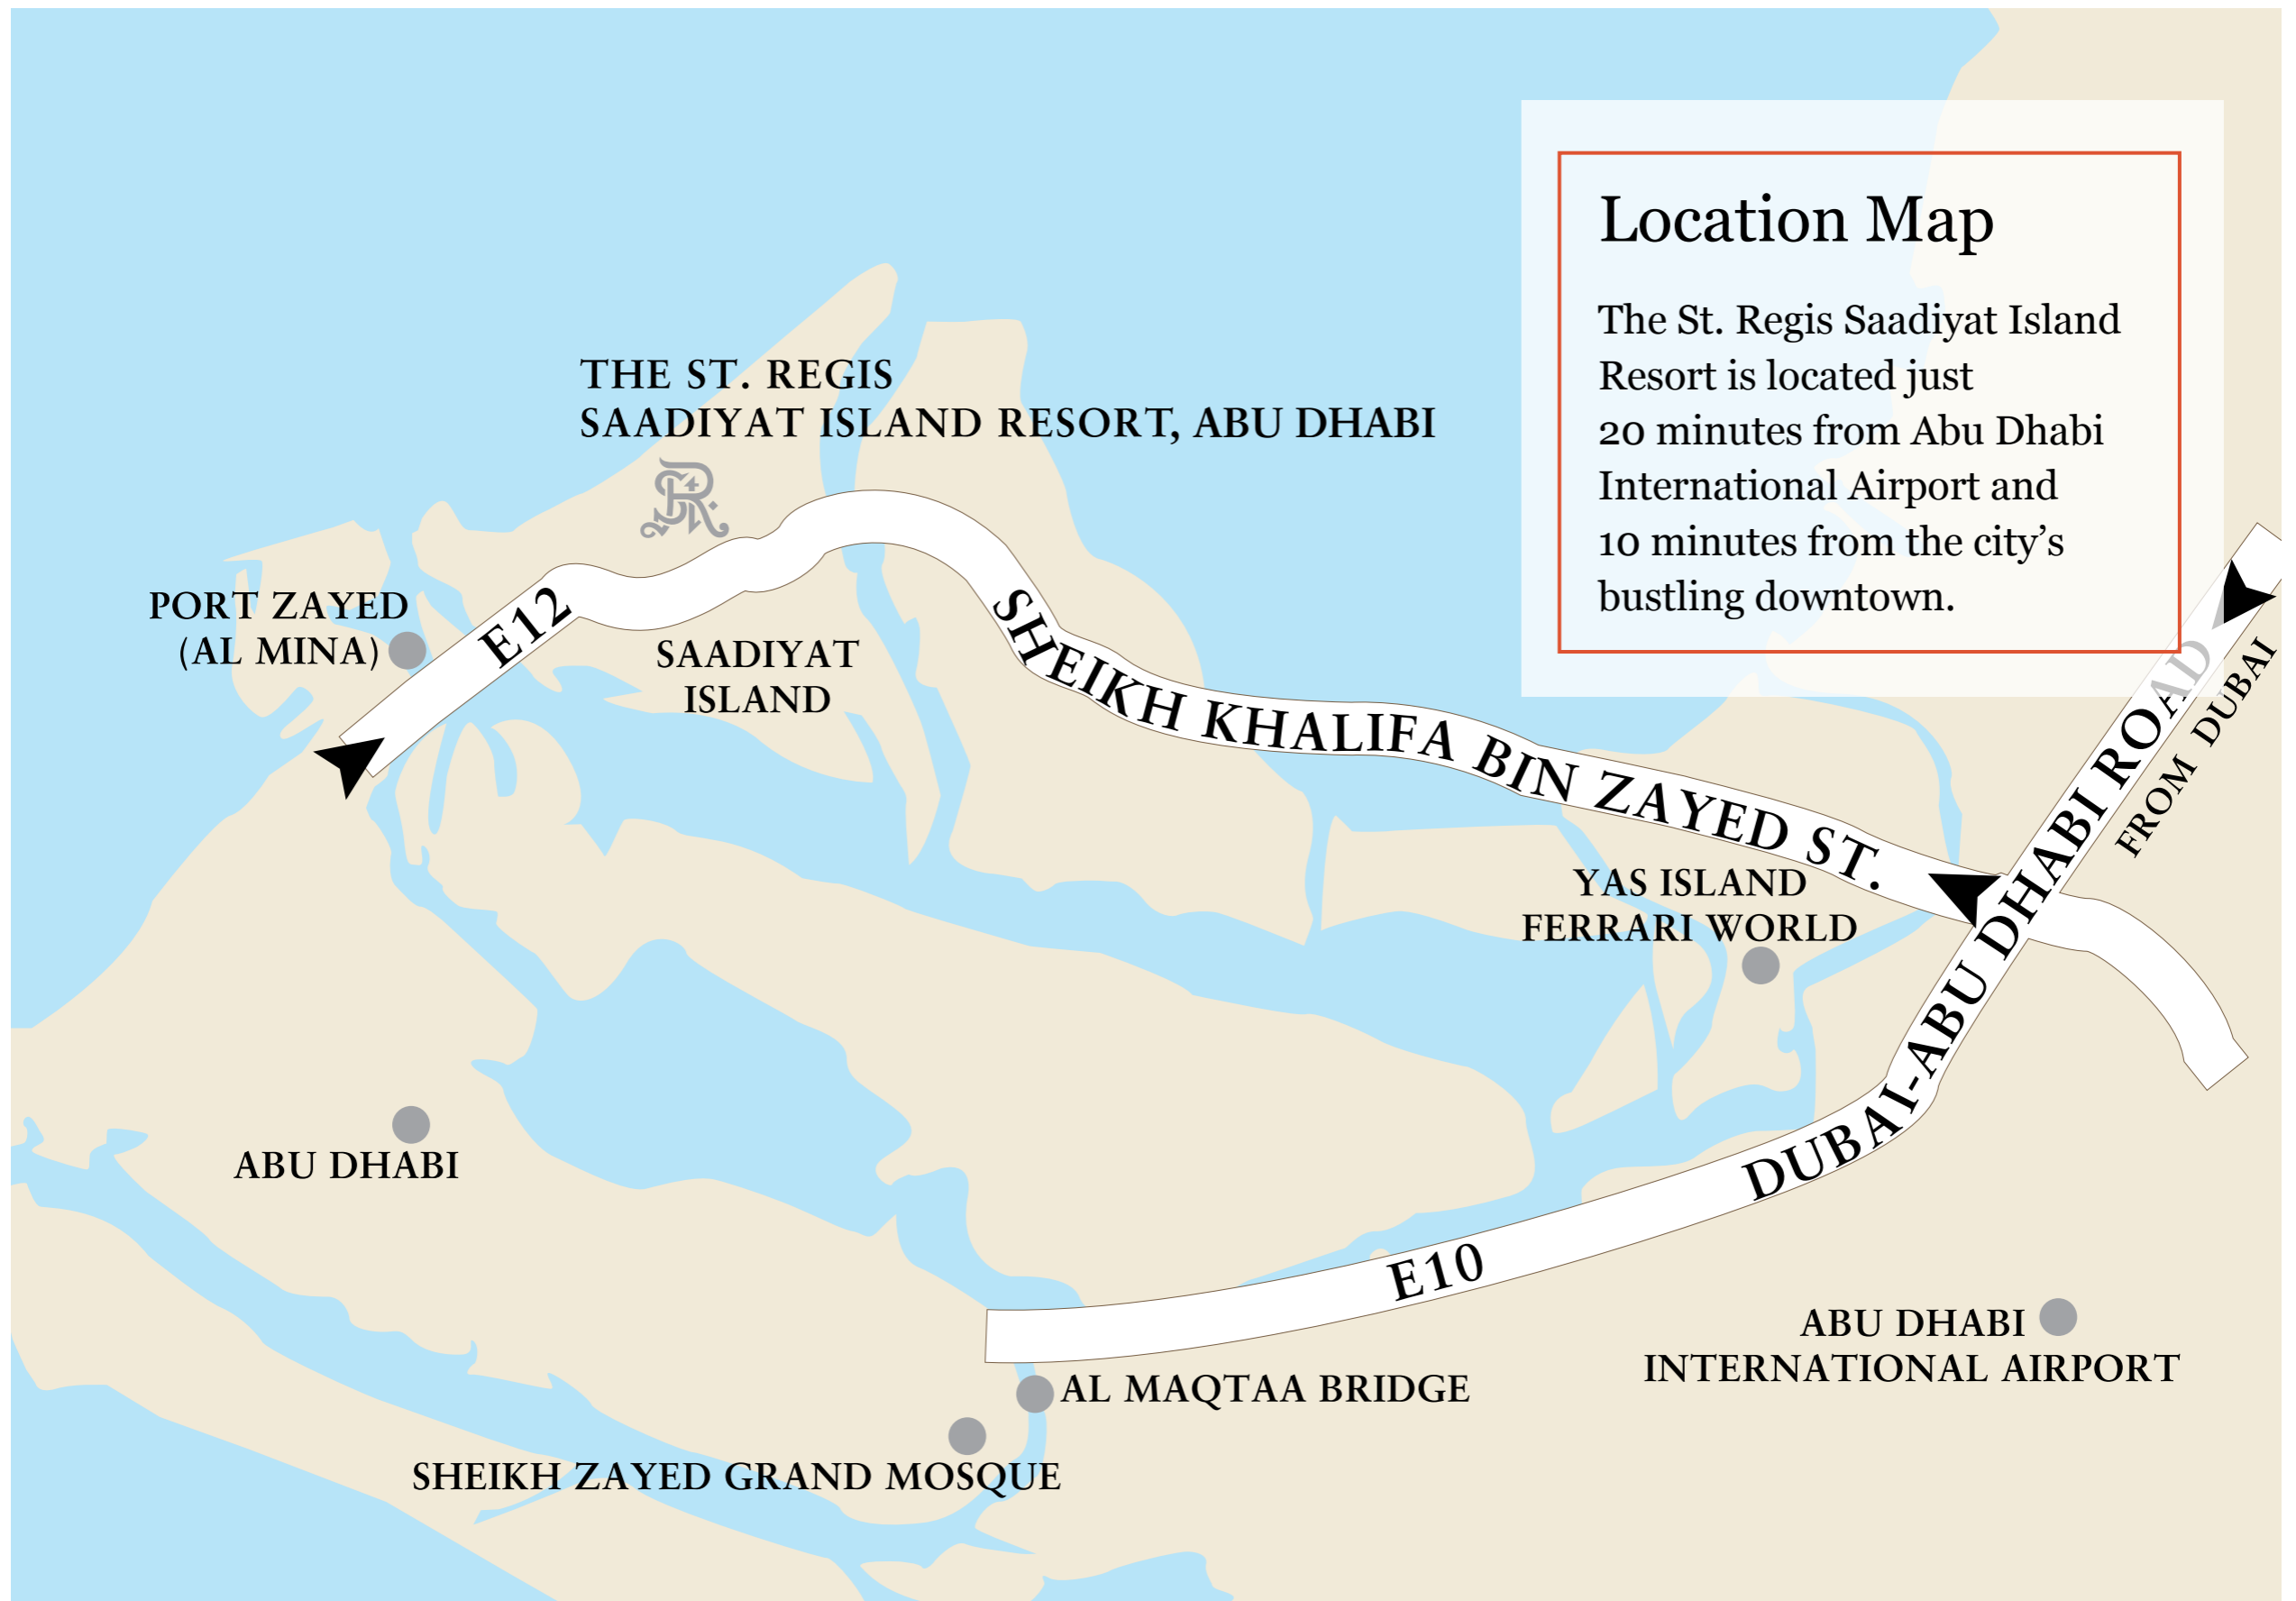 Location Map
The St. Regis Saadiyat Island
Resort is located just
20 minutes from Abu Dhabi
International Airport and
10 minutes from the city’s
bustling downtown.
THE ST. REGIS
SAADIYAT ISLAND RESORT, ABU DHABI
PORT ZAYED
(AL MINA)
E12
SAADIYAT
ISLAND
SHEIKH KHALIFA BIN ZAYED ST.
DUBAI-ABU DHABI ROAD
FROM DUBAI
YAS ISLAND
FERRARI WORLD
ABU DHABI
E10
ABU DHABI
INTERNATIONAL AIRPORT
AL MAQTAA BRIDGE
SHEIKH ZAYED GRAND MOSQUE